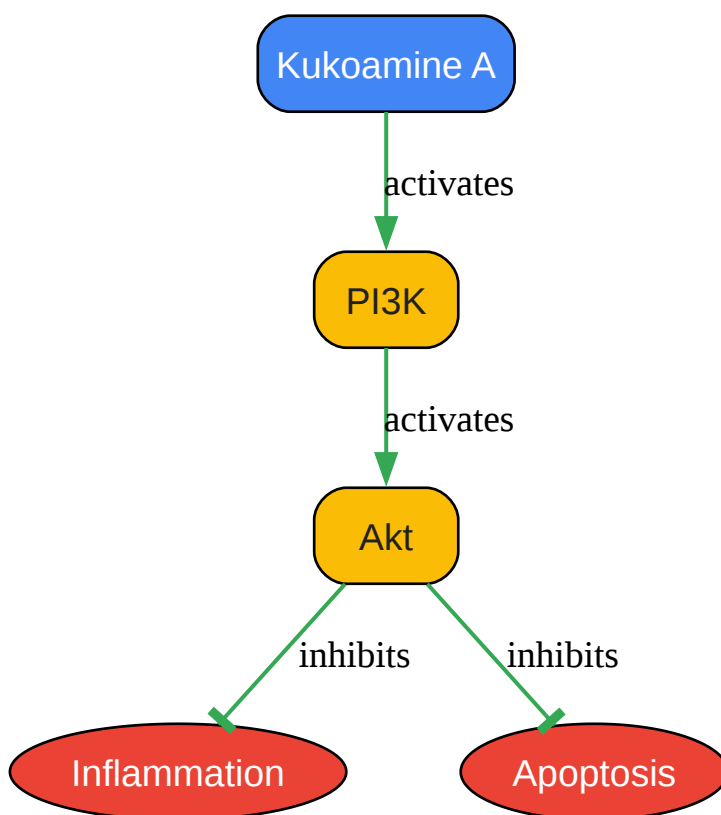 Kukoamine A
activates
PI3K
activates
Akt
inhibits
inhibits
Inflammation
Apoptosis